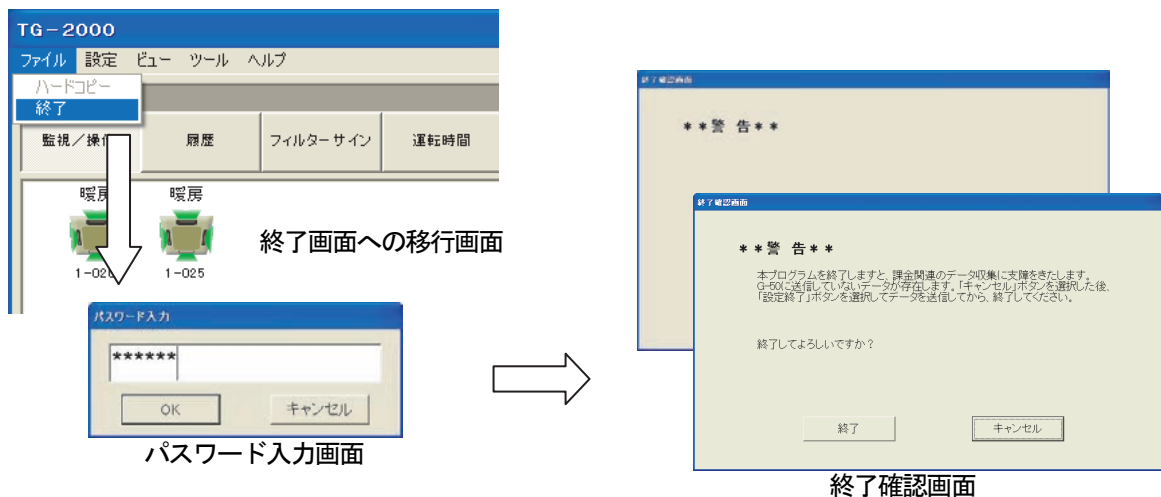 TG-2000
ファイル 設定 ビュー ツール ヘルプ
ハードコピー
終了
監視／操作
履歴
フィルターサイン
運転時間
暖房
暖房
1-026
1-025
終了画面への移行画面
パスワード入力
******
OK
キャンセル
パスワード入力画面
終了確認画面
**警 告**
終了確認画面
**警 告**
本プログラムを終了しますと、課金関連のデータ収集に支障をきたします。
G-50に送信していないデータが存在します。「キャンセル」ボタンを選択した後、
「設定終了」ボタンを選択してデータを送信してから、終了してください。
終了してよろしいですか？
終了
キャンセル
終了確認画面